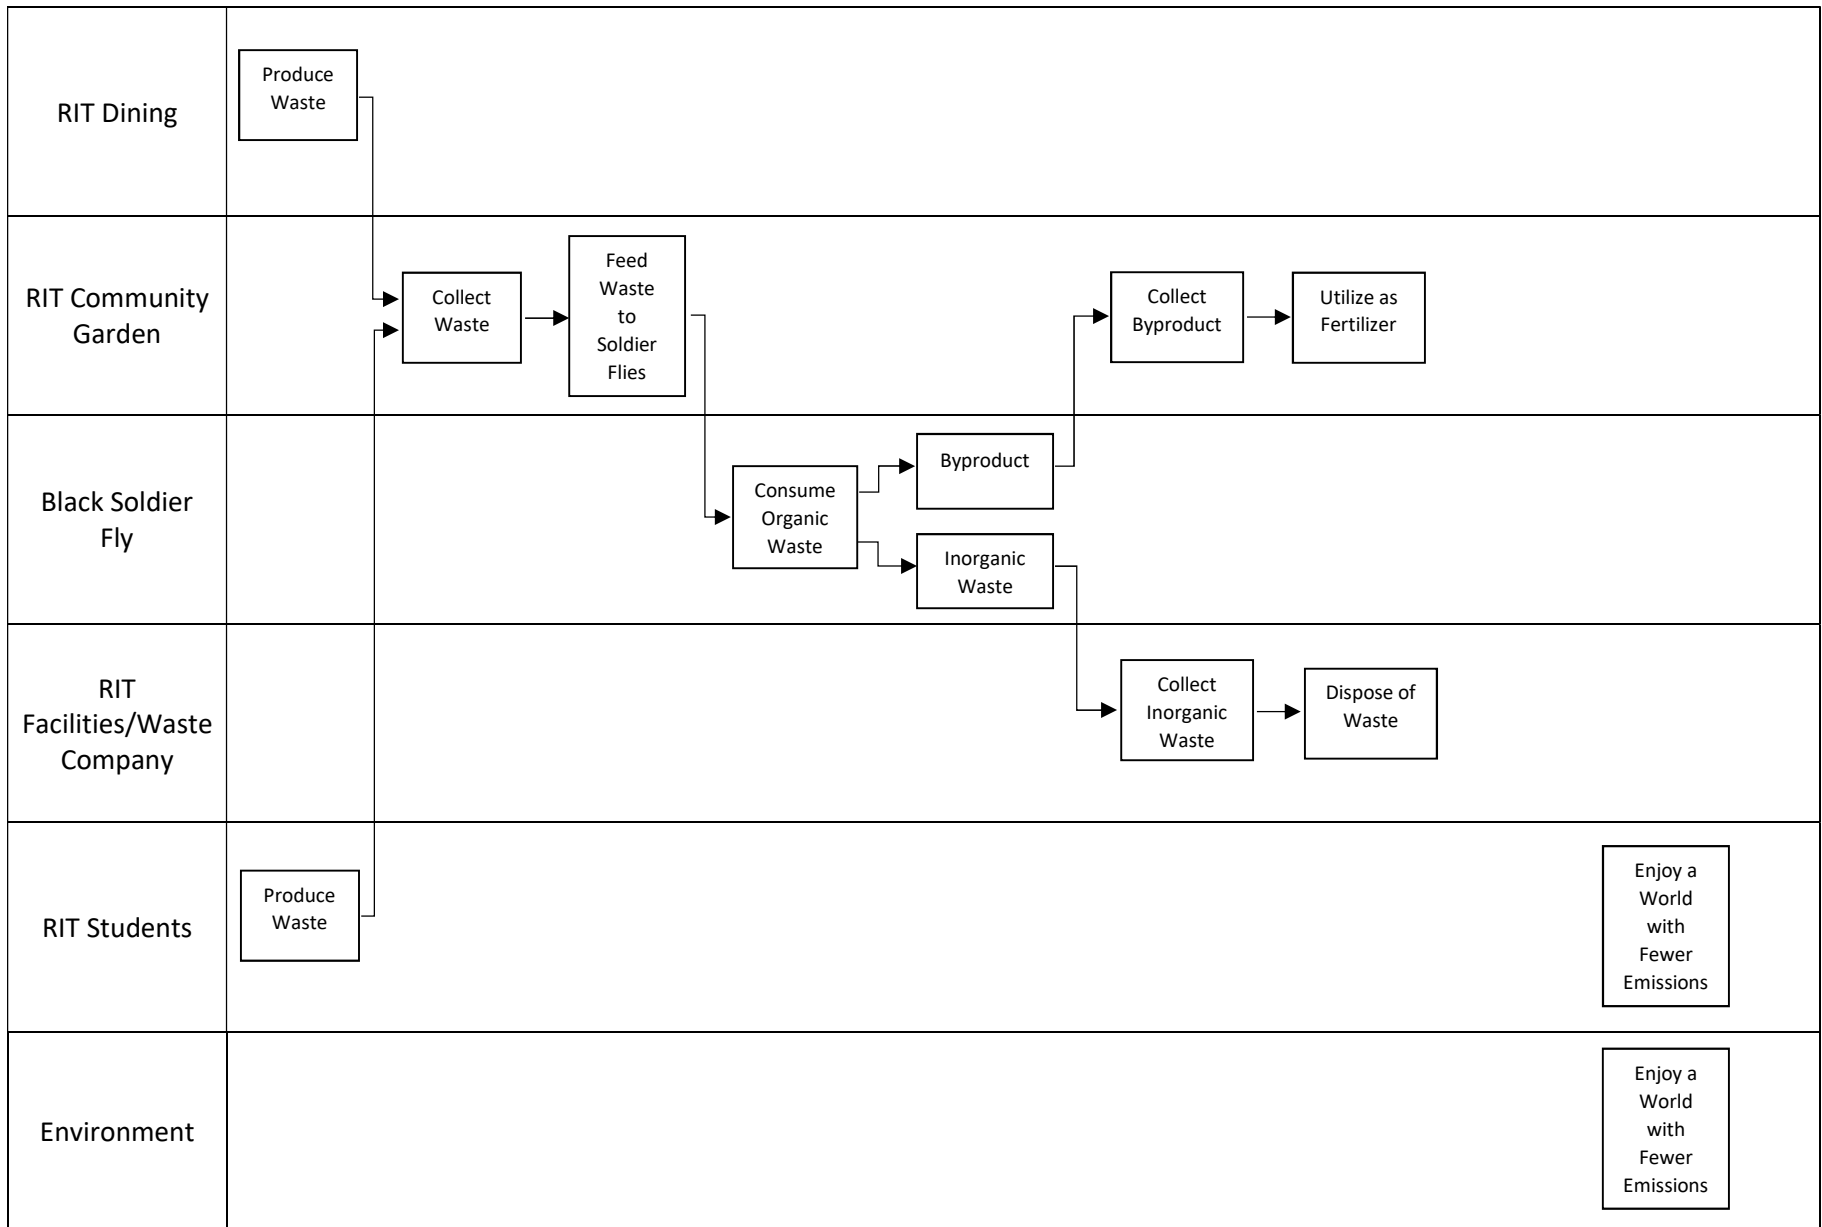 RIT Dining
Produce
Waste
RIT Community
Garden
Collect
Waste
Feed
Waste
to
Soldier
Flies
Collect
Byproduct
Utilize as
Fertilizer
Black Soldier
Fly
Consume
Organic
Waste
Byproduct
Inorganic
Waste
RIT
Facilities/Waste
Company
Collect
Inorganic
Waste
Dispose of
Waste
RIT Students
Produce
Waste
Enjoy a
World
with
Fewer
Emissions
Environment
Enjoy a
World
with
Fewer
Emissions